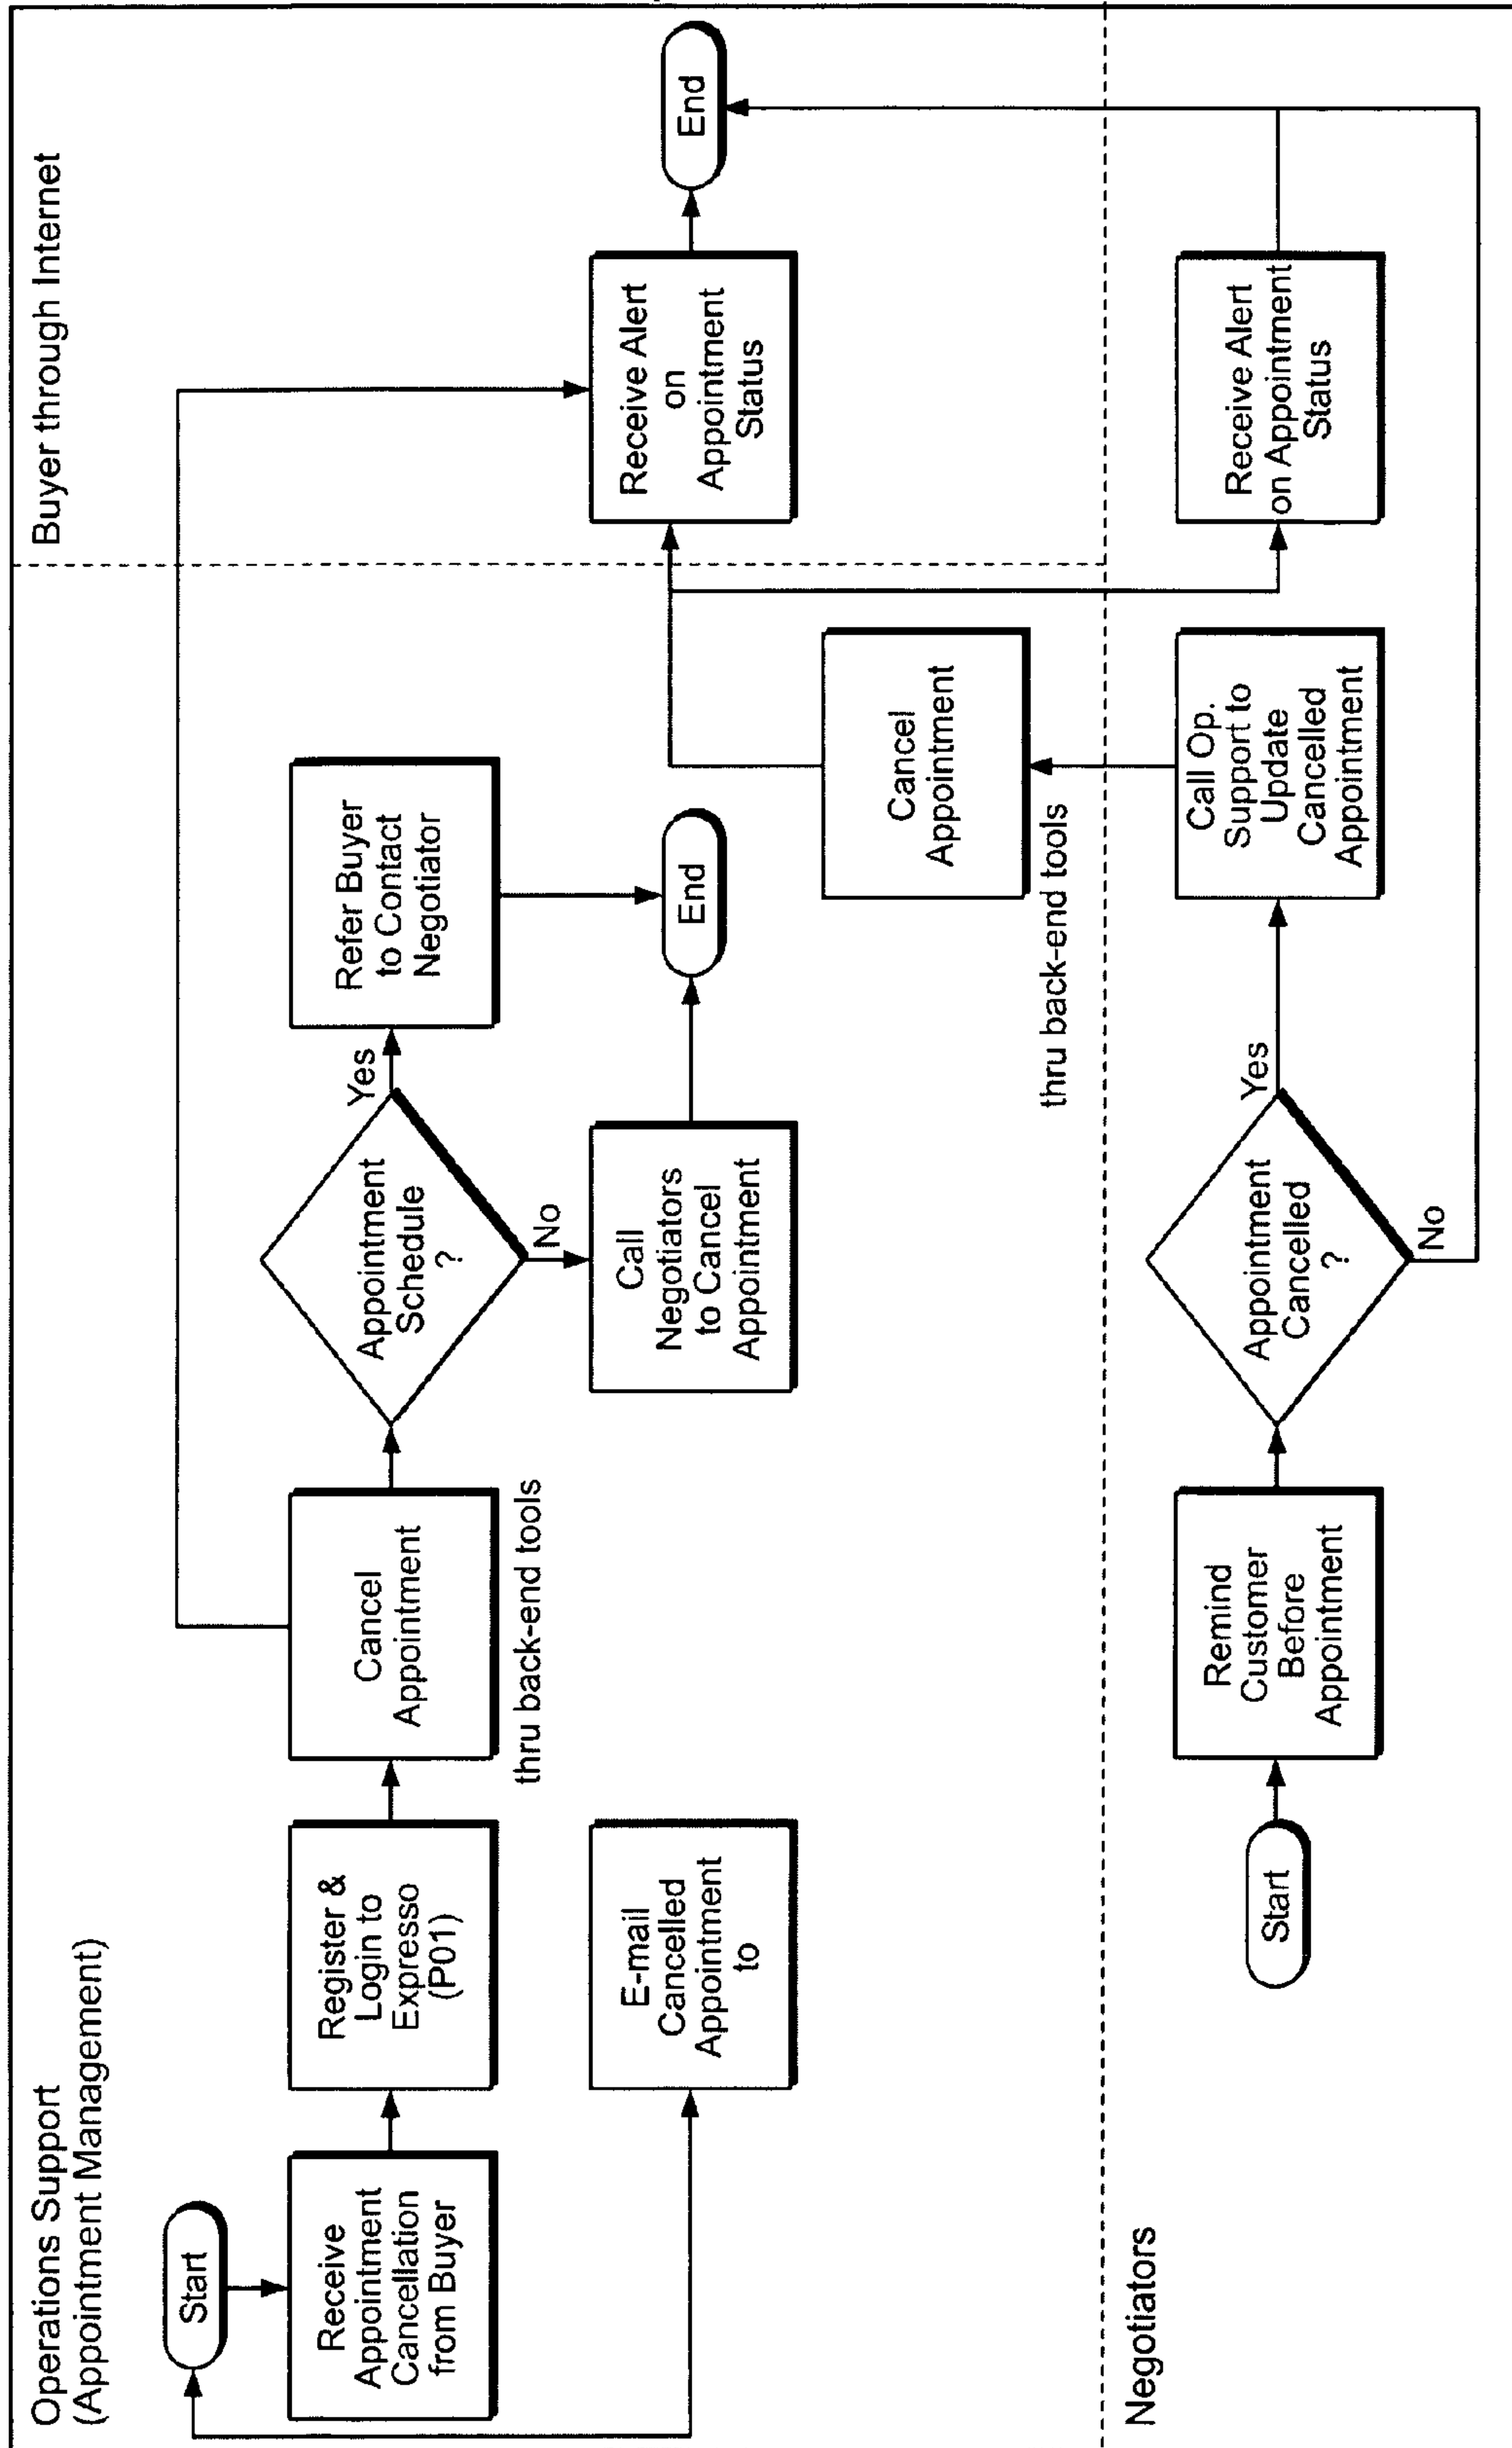 Operations Support
(Appointment Management)
Buyer through Internet
Start
Receive
Appointment
Cancellation
from Buyer
Register &
Login to
Expresso
(P01)
Cancel
Appointment
thru back-end tools
Appointment
Schedule
?
Yes
No
Refer Buyer
to Contact
Negotiator
Call
Negotiators
to Cancel
Appointment
End
E-mail
Cancelled
Appointment
to
Receive Alert
on
Appointment
Status
End
Cancel
Appointment
thru back-end tools
Negotiators
Start
Remind
Customer
Before
Appointment
Appointment
Cancelled
?
Yes
No
Call Op.
Support to
Update
Cancelled
Appointment
Receive Alert
on Appointment
Status